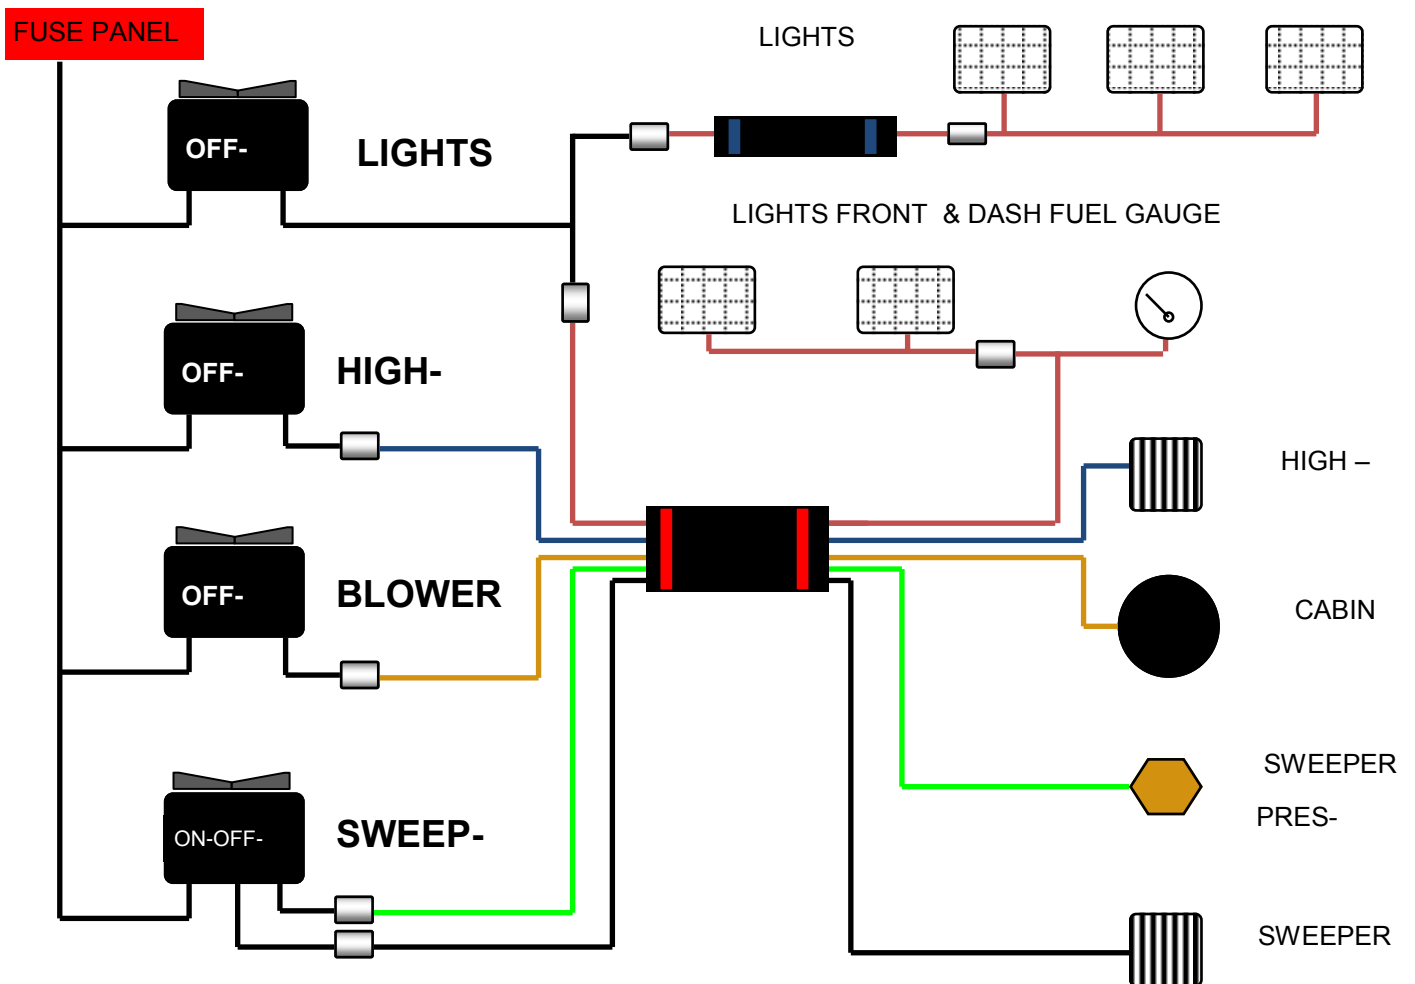 FUSE PANEL
LIGHTS
OFF-
LIGHTS
LIGHTS FRONT  & DASH FUEL GAUGE
OFF-
HIGH-
HIGH –
OFF-
BLOWER
CABIN
SWEEPER
PRES-
ON-OFF-
SWEEP-
SWEEPER